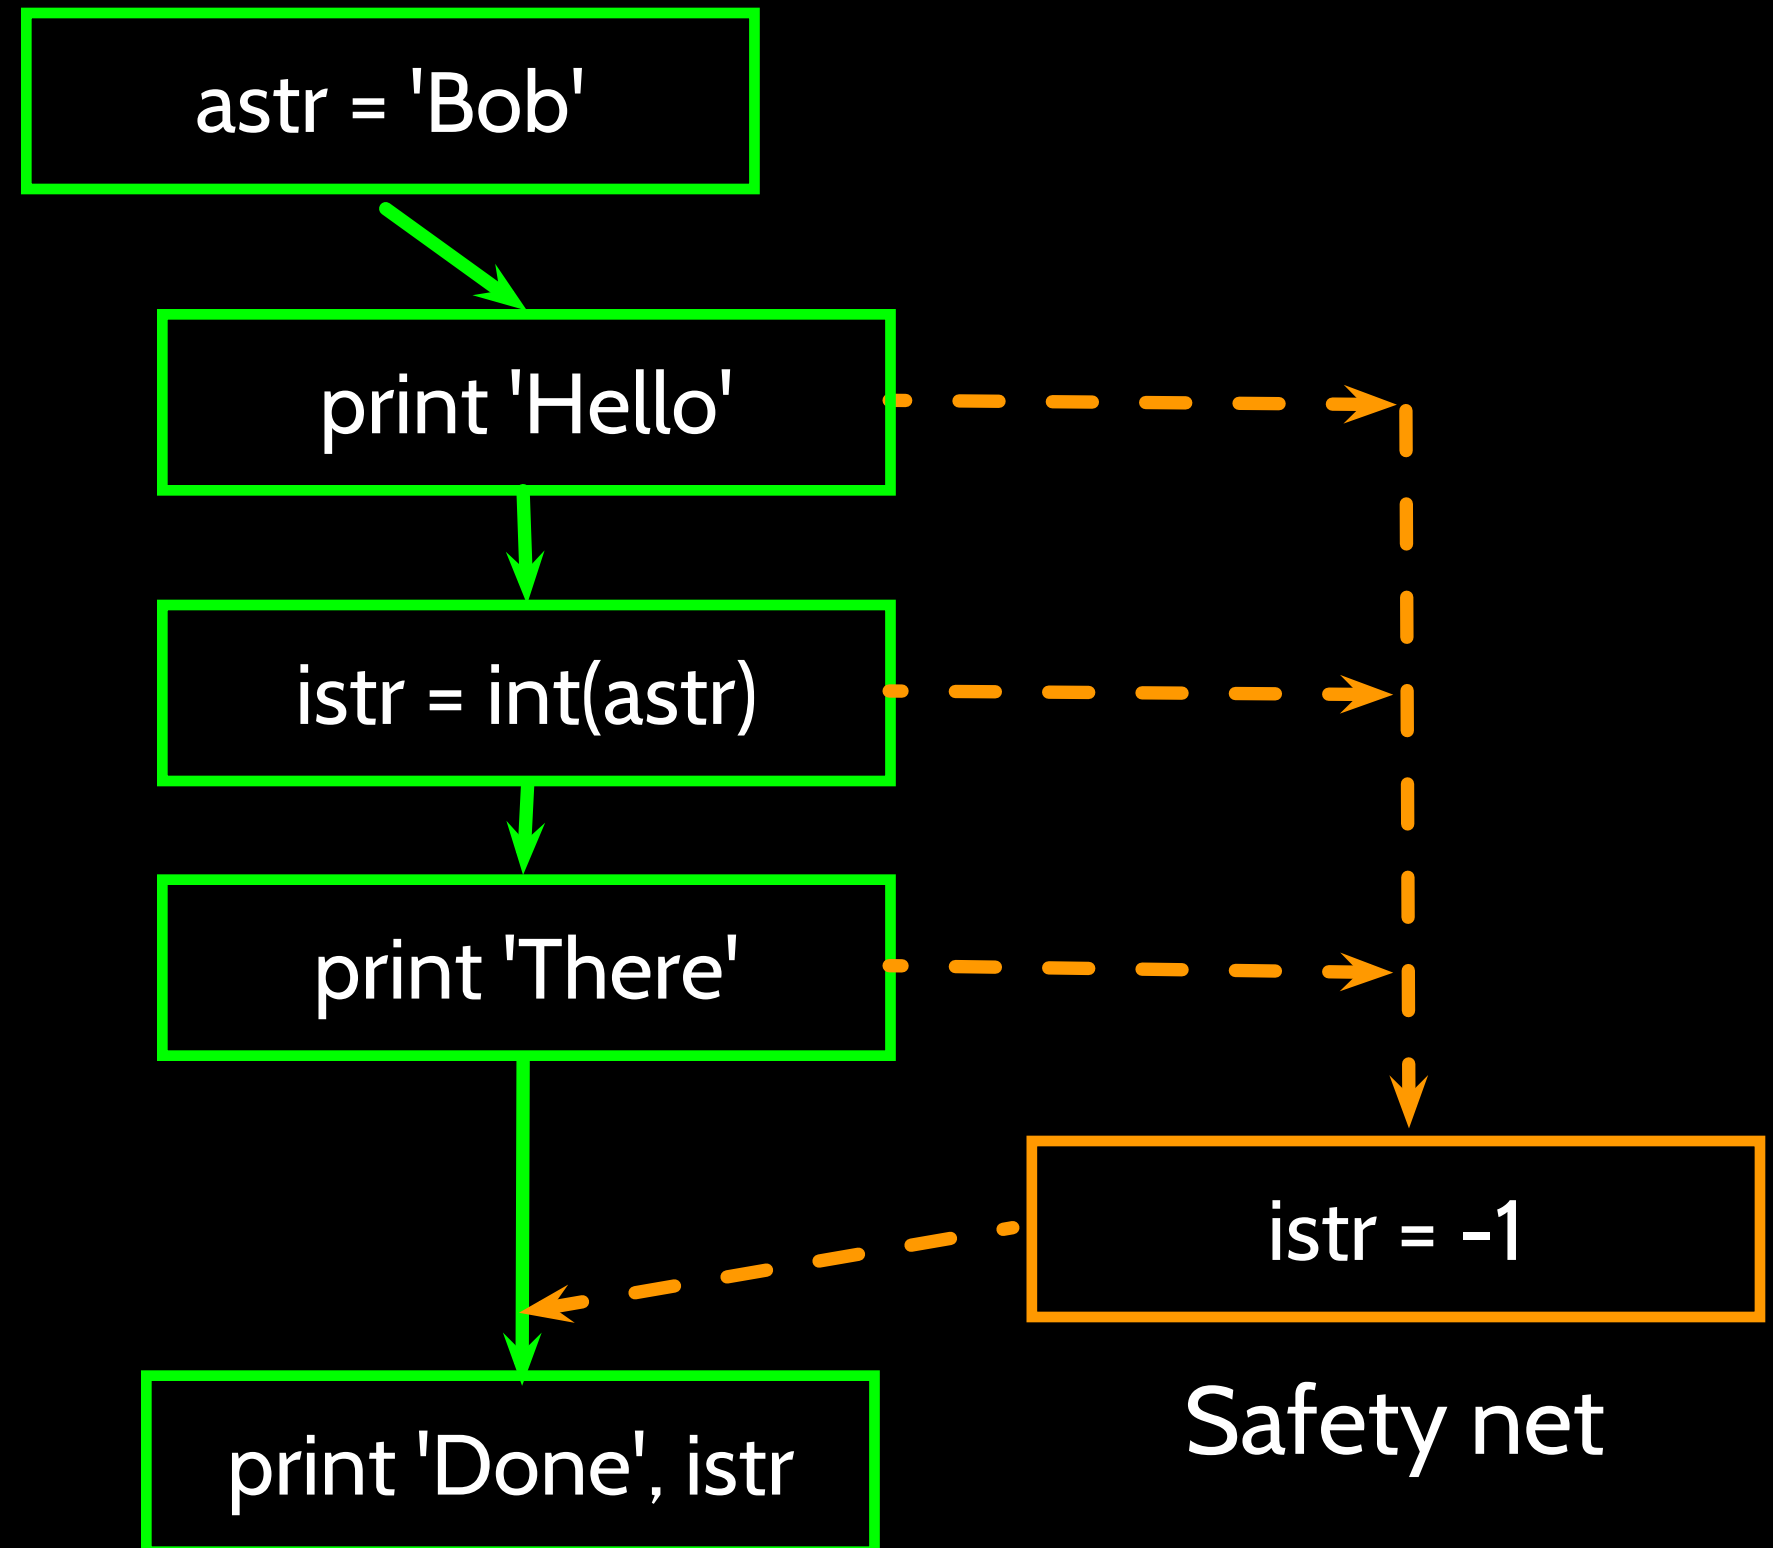 astr = 'Bob'
print 'Hello'
istr = int(astr)
print 'There'
istr = -1
Safety net
print 'Done', istr